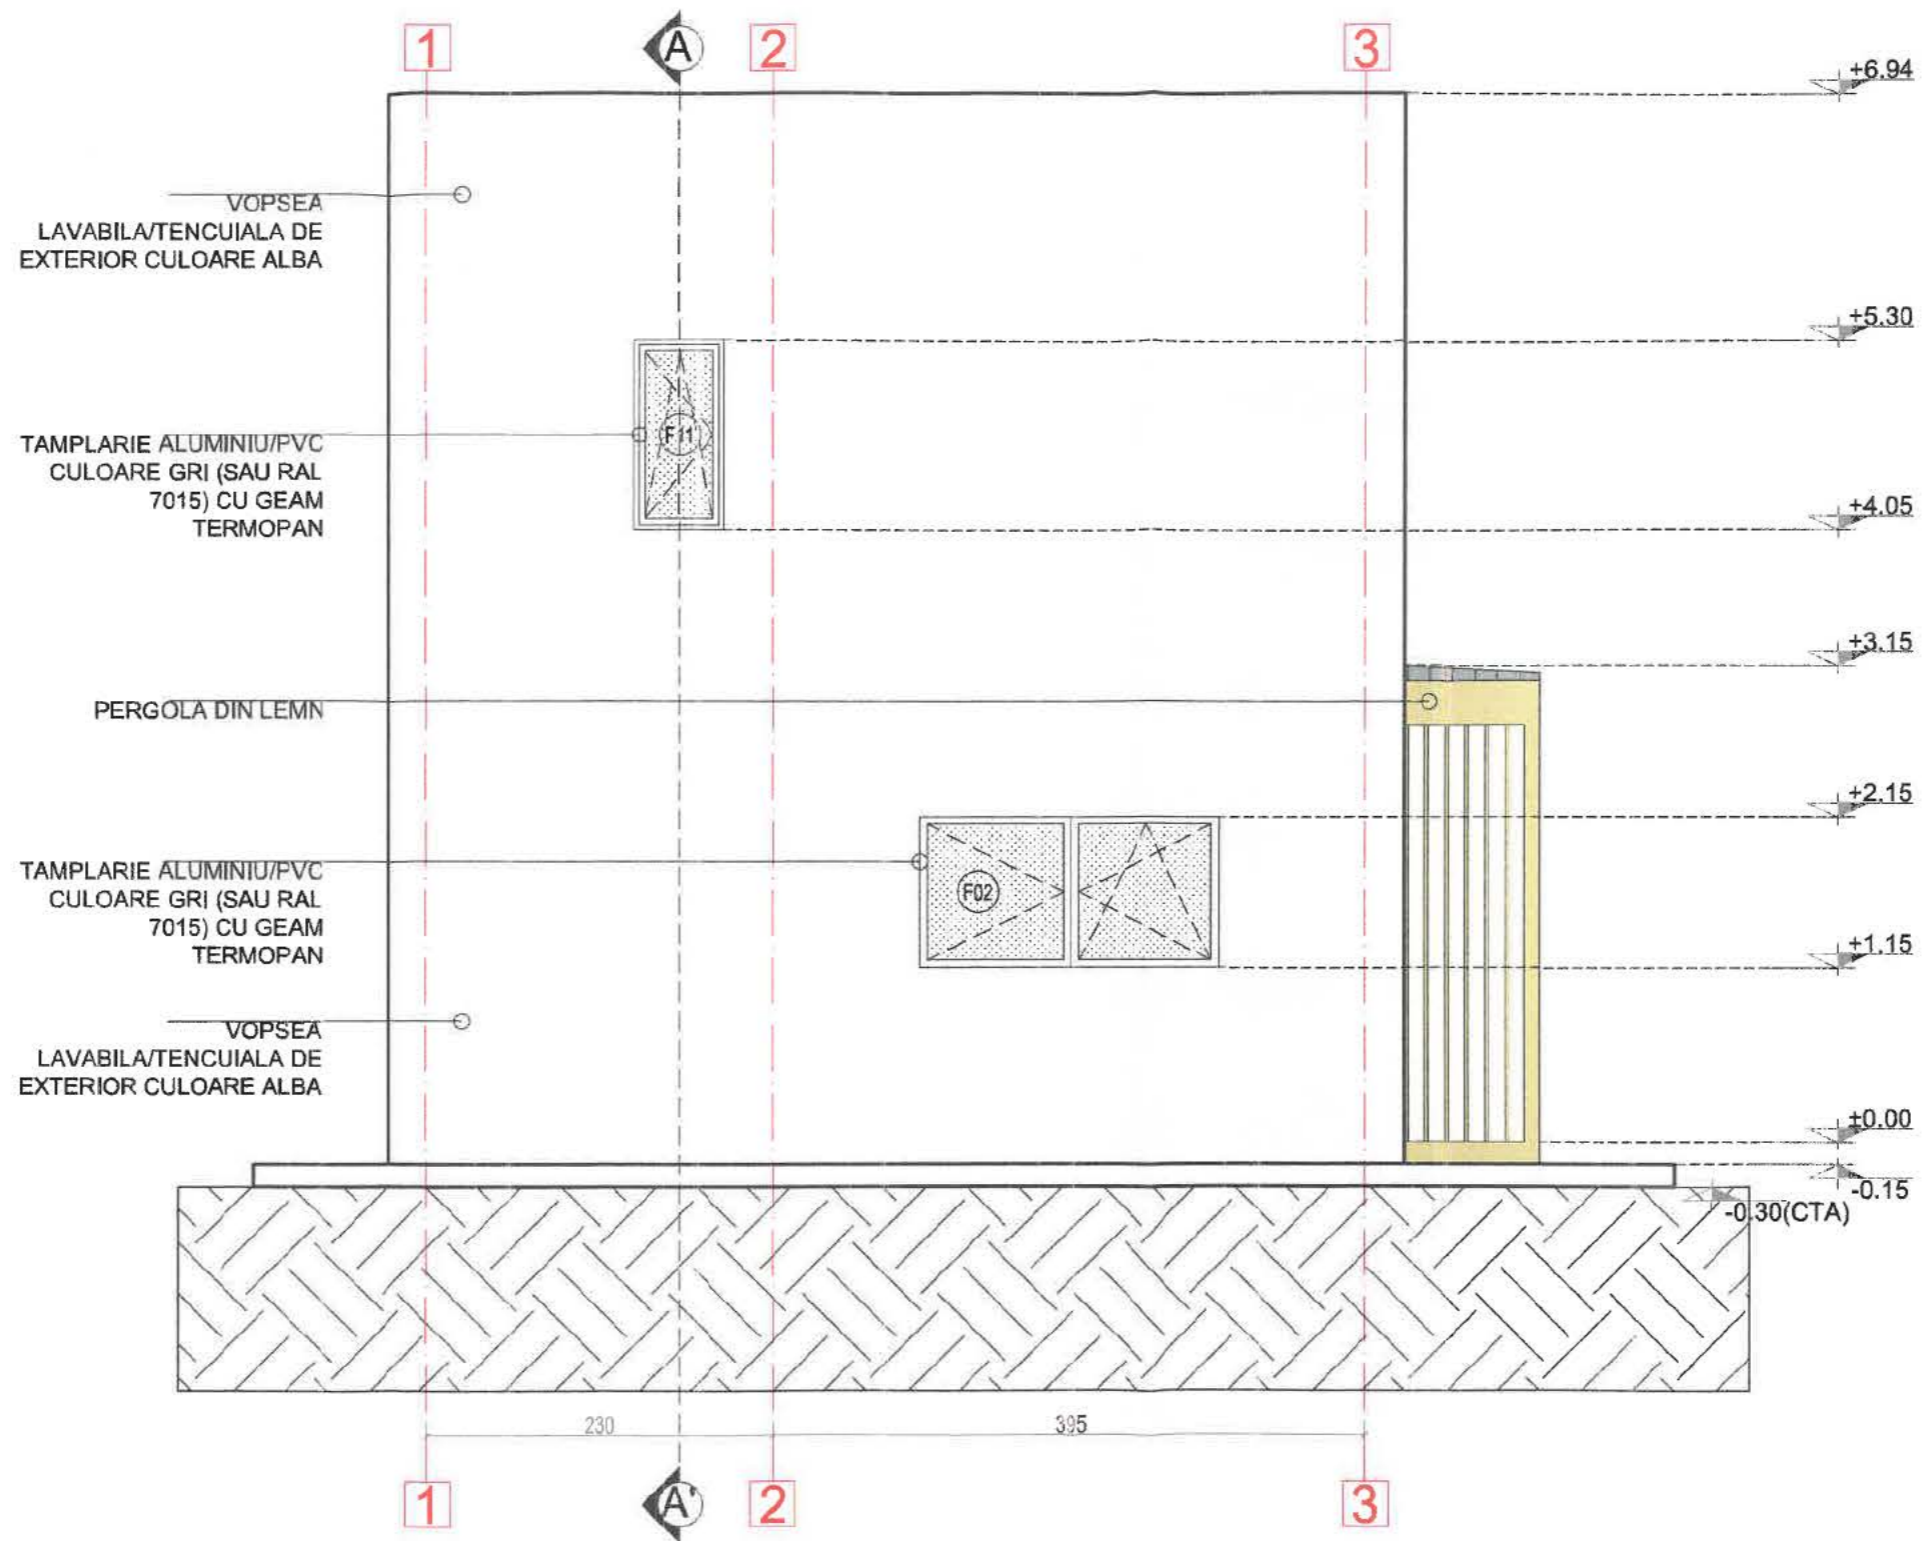 1
A
2
3
+6.94
VOPSEA
LAVABILA/TENCUIALA DE
EXTERIOR CULOARE ALBA
+5.30
TAMPLARIE ALUMINIU/PVC
CULOARE GRI (SAU RAL
7015) CU GEAM
TERMOPAN
F11
+4.05
+3.15
PERGOLA DIN LEMN
+2.15
TAMPLARIE ALUMINIU/PVC
CULOARE GRI (SAU RAL
7015) CU GEAM
TERMOPAN
F02
+1.15
VOPSEA
LAVABILA/TENCUIALA DE
EXTERIOR CULOARE ALBA
±0.00
-0.15
-0.30(CTA)
230
395
1
A'
2
3